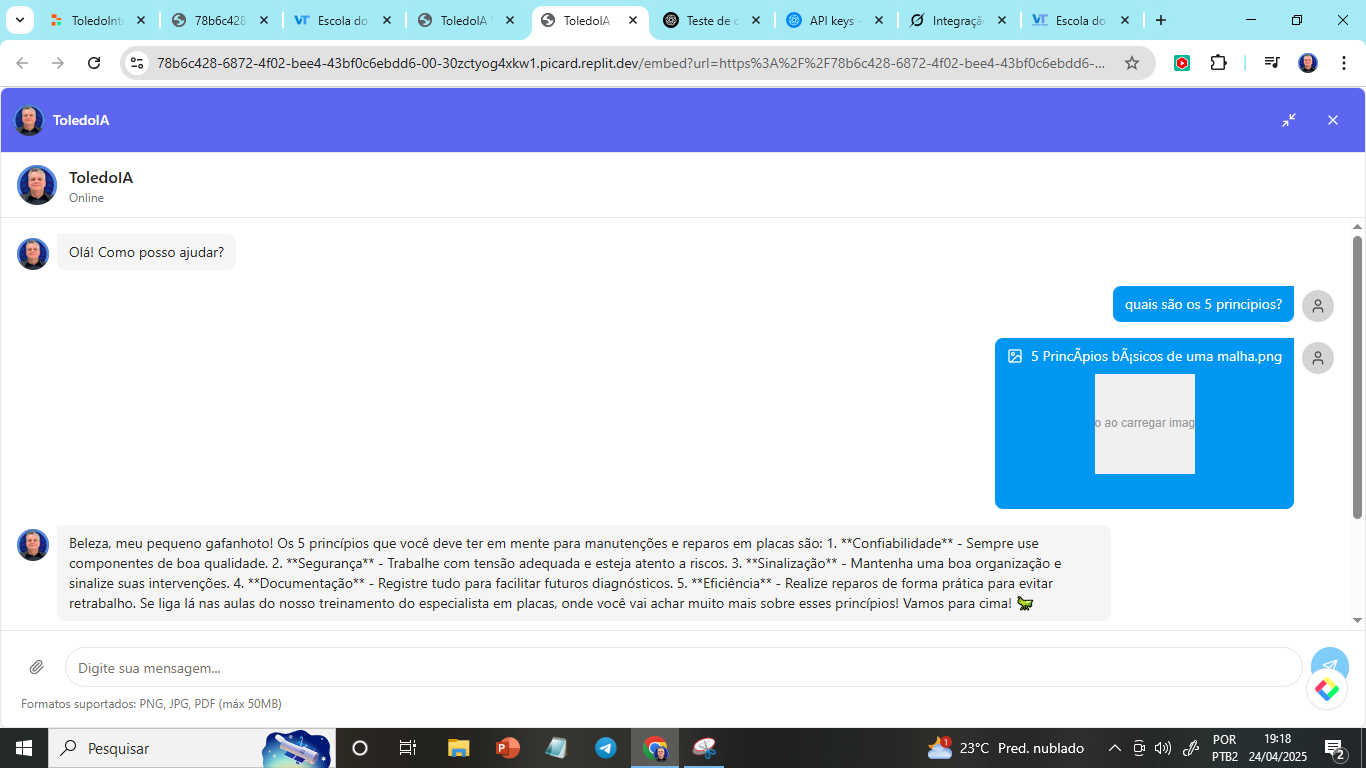 ToledoInt
78b6c428
Escola do
ToledoIA
ToledoIA
Teste de c
API keys -
Integraçã
Escola do
78b6c428-6872-4f02-bee4-43bf0c6ebdd6-00-30zctyog4xkw1.picard.replit.dev/embed?url=https%3A%2F%2F78b6c428-6872-4f02-bee4-43bf0c6ebdd6-...
ToledoIA
ToledoIA
Online
Olá! Como posso ajudar?
quais são os 5 principios?
5 PrincÃpios bÃ¡sicos de uma malha.png
o ao carregar imag
Beleza, meu pequeno gafanhoto! Os 5 princípios que você deve ter em mente para manutenções e reparos em placas são: 1. **Confiabilidade** - Sempre use
componentes de boa qualidade. 2. **Segurança** - Trabalhe com tensão adequada e esteja atento a riscos. 3. **Sinalização** - Mantenha uma boa organização e
sinalize suas intervenções. 4. **Documentação** - Registre tudo para facilitar futuros diagnósticos. 5. **Eficiência** - Realize reparos de forma prática para evitar
retrabalho. Se liga lá nas aulas do nosso treinamento do especialista em placas, onde você vai achar muito mais sobre esses princípios! Vamos para cima! 🦗
Digite sua mensagem...
Formatos suportados: PNG, JPG, PDF (máx 50MB)
Pesquisar
23°C Pred. nublado
POR
PTB2
19:18
24/04/2025
2